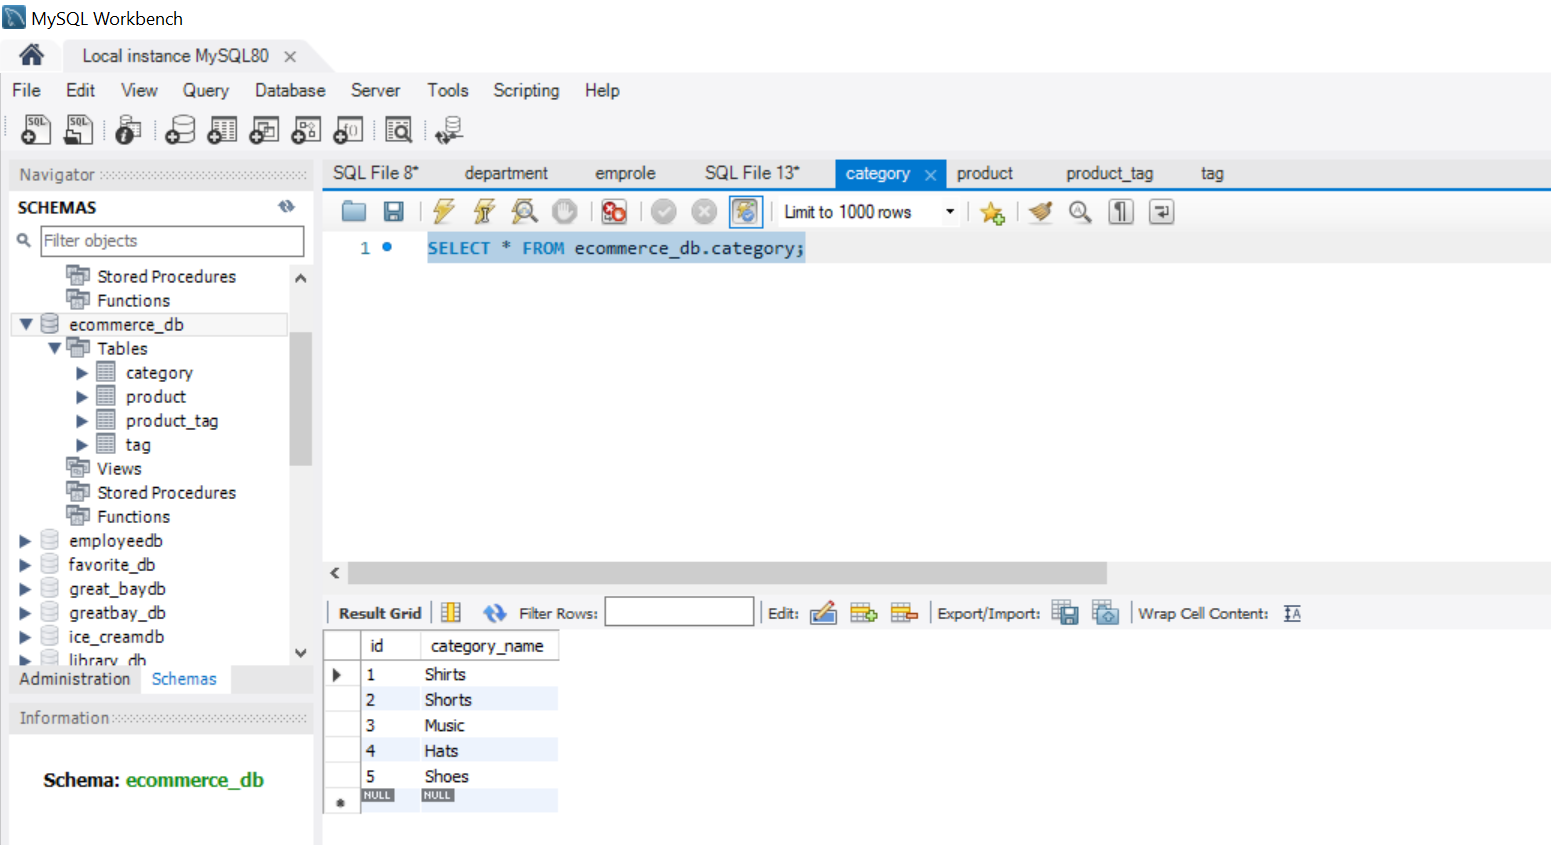 MySQL Workbench
Local instance MySQL80
File Edit View Query Database Server Tools Scripting Help
SQL SQL
Navigator
SCHEMAS
Filter objects
Stored Procedures
Functions
ecommerce_db
Tables
category
product
product_tag
tag
Views
Stored Procedures
Functions
employeedb
favorite_db
great_baydb
greatbay_db
ice_creamdb
library_db
Administration Schemas
Information
Schema: ecommerce_db
SQL File 8* department emprole SQL File 13* category product product_tag tag
Limit to 1000 rows
1 SELECT * FROM ecommerce_db.category;
Result Grid Filter Rows: Edit: Export/Import: Wrap Cell Content:
id category_name
1 Shirts
2 Shorts
3 Music
4 Hats
5 Shoes
NULL NULL